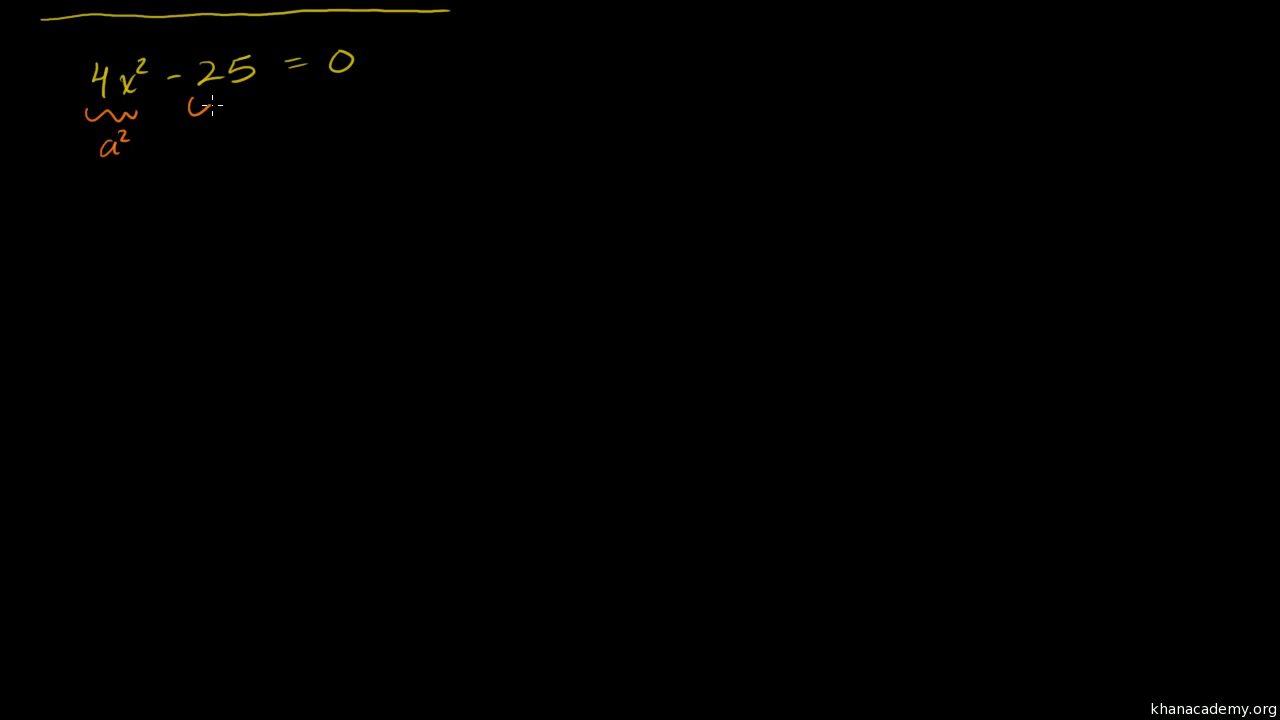 4x² - 25 = 0
a²
khanacademy.org